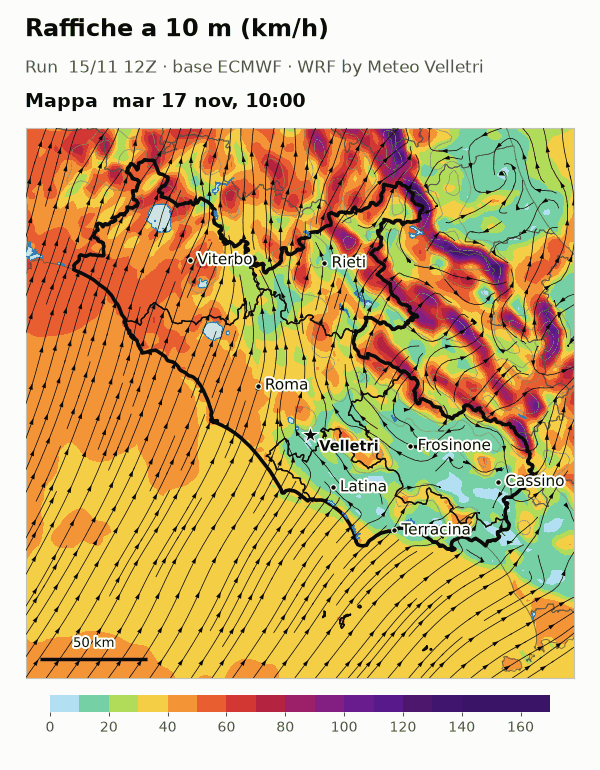 Raffiche a 10 m (km/h)
Run  15/11 12Z · base ECMWF · WRF by Meteo Velletri
Mappa  mar 17 nov, 10:00
Viterbo
Rieti
Roma
Velletri
Frosinone
Latina
Cassino
Terracina
50 km
0 20 40 60 80 100 120 140 160